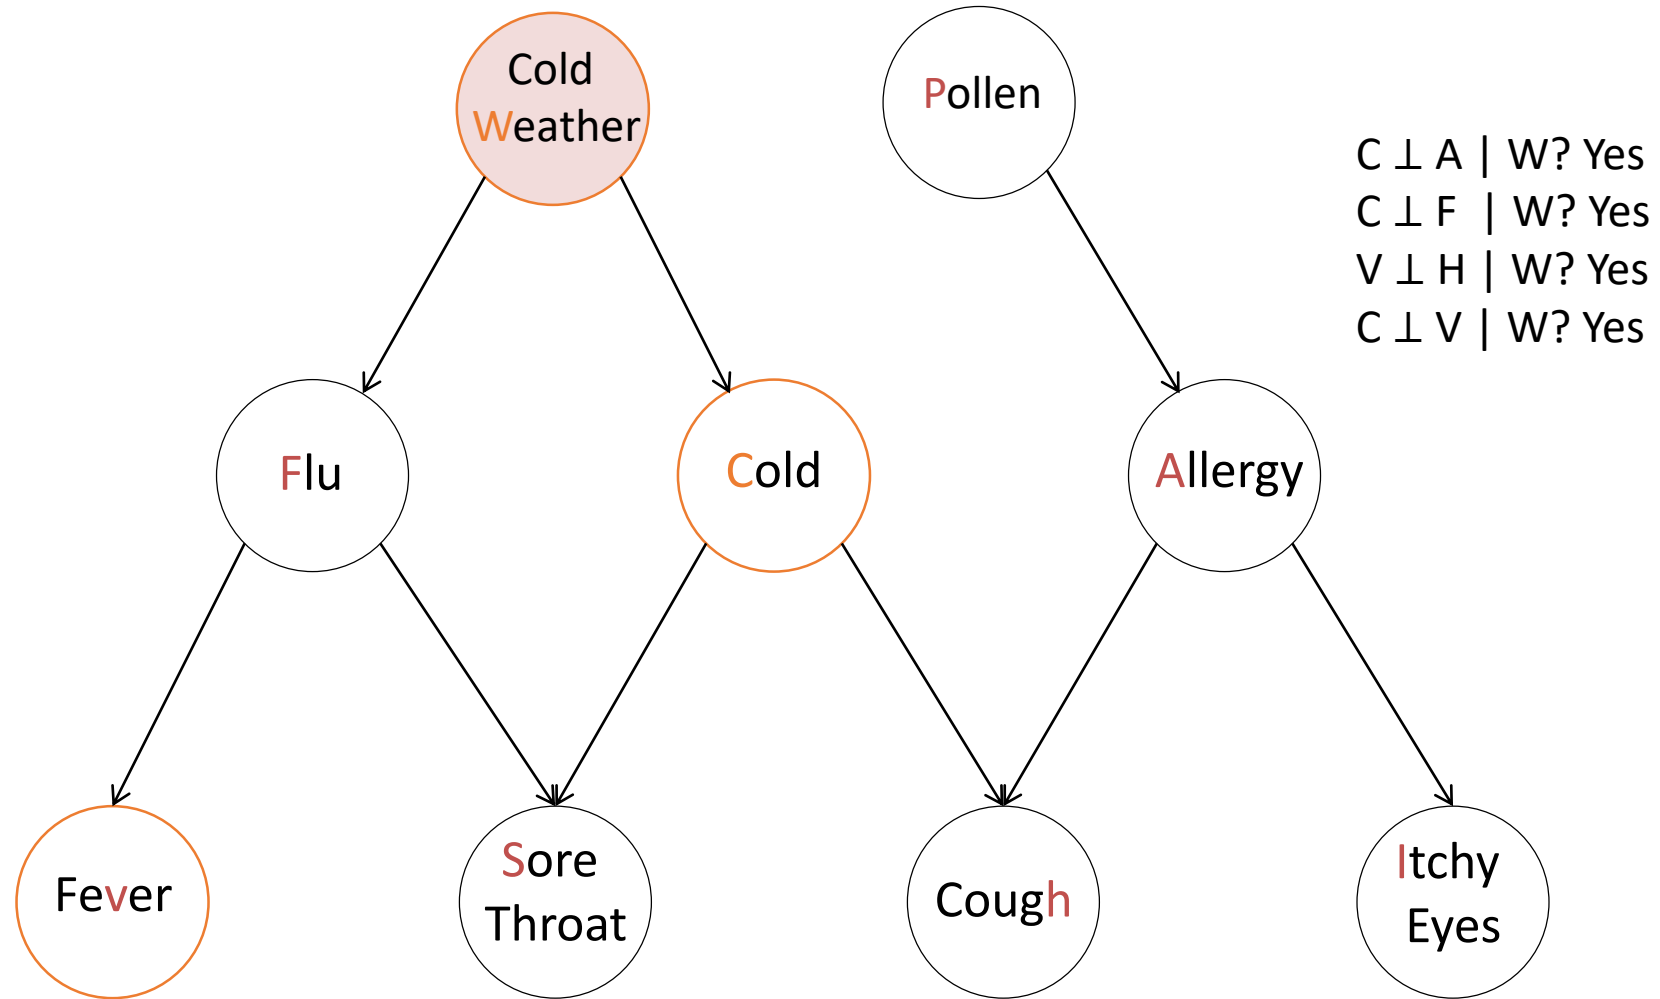 Cold
Weather
Pollen
C ⊥ A | W? Yes
C ⊥ F | W? Yes
V ⊥ H | W? Yes
C ⊥ V | W? Yes
Flu
Cold
Allergy
Fever
Sore
Throat
Cough
Itchy
Eyes